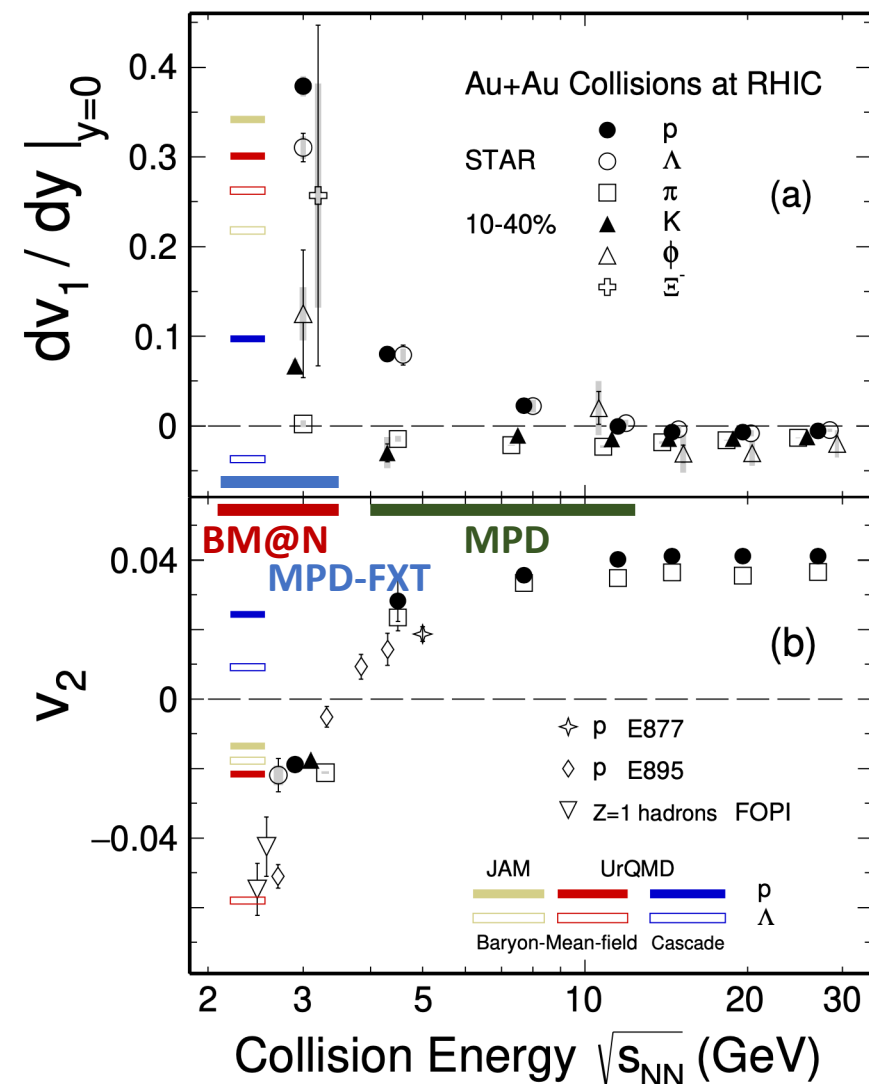 dv₁ / dy |y=0
0.4
0.3
0.2
0.1
0
Au+Au Collisions at RHIC
p
STAR Λ
π
10-40% K
ϕ
Ξ⁻
(a)
BM@N
MPD
MPD-FXT
v₂
0.04
0
−0.04
(b)
p E877
p E895
Z=1 hadrons FOPI
JAM UrQMD
p
Λ
Baryon-Mean-field Cascade
2 3 5 10 20 30
Collision Energy √sNN (GeV)